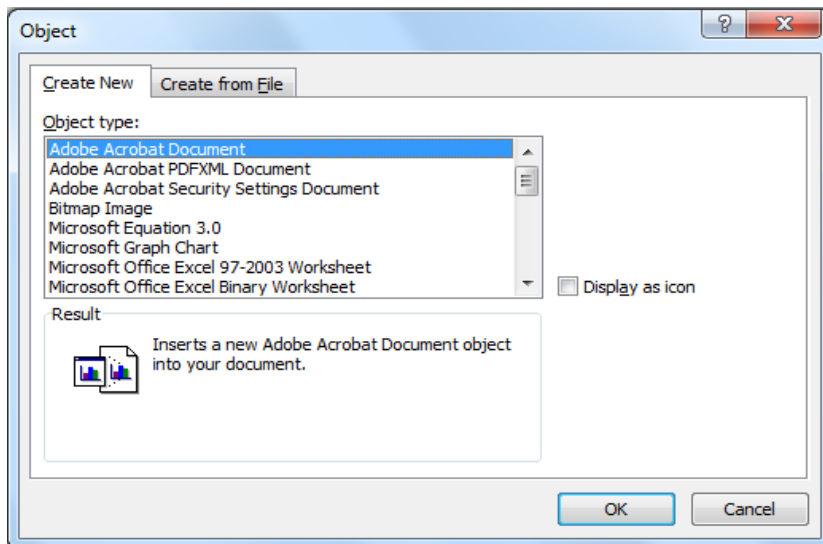 Object
Create New
Create from File
Object type:
Adobe Acrobat Document
Adobe Acrobat PDFXML Document
Adobe Acrobat Security Settings Document
Bitmap Image
Microsoft Equation 3.0
Microsoft Graph Chart
Microsoft Office Excel 97-2003 Worksheet
Microsoft Office Excel Binary Worksheet
Display as icon
Result
Inserts a new Adobe Acrobat Document object
into your document.
OK
Cancel